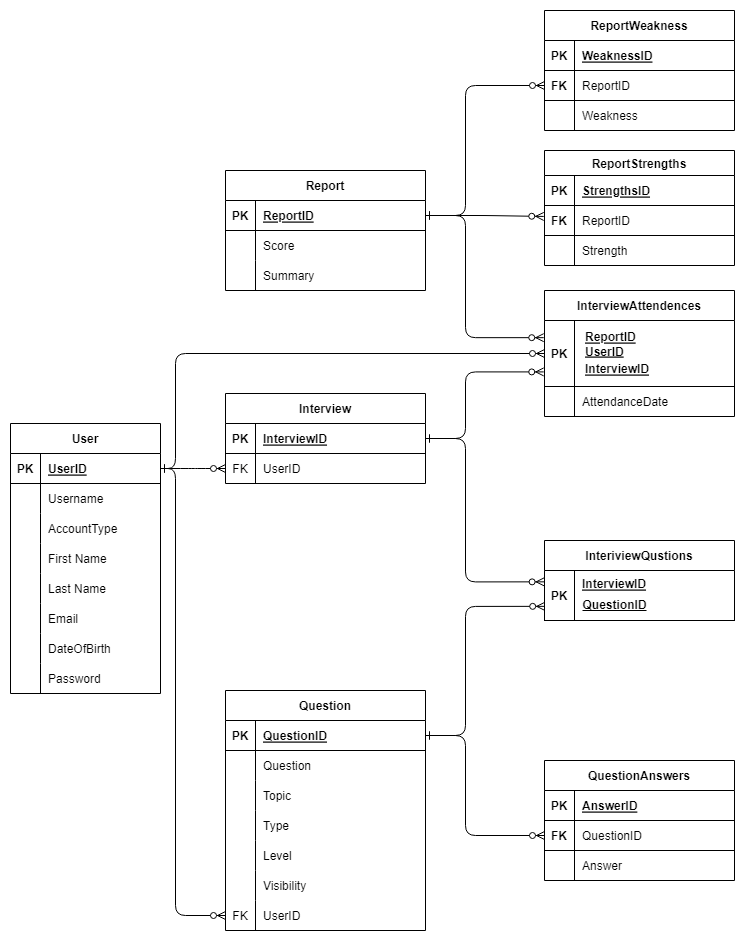 ReportWeakness
PK WeaknessID
FK ReportID
Weakness
ReportStrengths
PK StrengthsID
FK ReportID
Strength
Report
PK ReportID
Score
Summary
InterviewAttendences
ReportID
PK UserID
InterviewID
AttendanceDate
Interview
PK InterviewID
FK UserID
User
PK UserID
Username
AccountType
First Name
Last Name
Email
DateOfBirth
Password
InteriviewQustions
InterviewID
PK
QuestionID
Question
PK QuestionID
Question
Topic
Type
Level
Visibility
FK UserID
QuestionAnswers
PK AnswerID
FK QuestionID
Answer